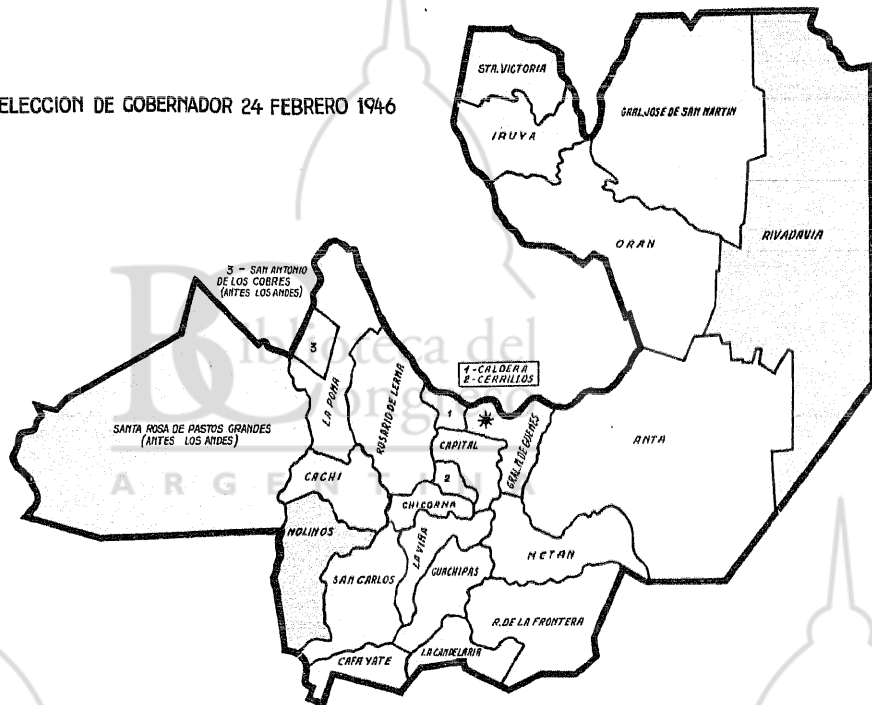 ELECCION DE GOBERNADOR 24 FEBRERO 1946
STA. VICTORIA
GRAL. JOSE DE SAN MARTIN
IRUYA
ORAN
RIVADAVIA
3 - SAN ANTONIO
DE LOS COBRES
(ANTES LOS ANDES)
3
1 - CALDERA
2 - CERRILLOS
LA POMA
ROSARIO DE LERMA
1
CAPITAL
GRAL. M. DE GUEMES
ANTA
SANTA ROSA DE PASTOS GRANDES
(ANTES LOS ANDES)
CACHI
2
CHICOANA
MOLINOS
LA VIÑA
METAN
SAN CARLOS
GUACHIPAS
R. DE LA FRONTERA
CAFAYATE
LA CANDELARIA
BC
Biblioteca del
Congreso
ARGENTINA